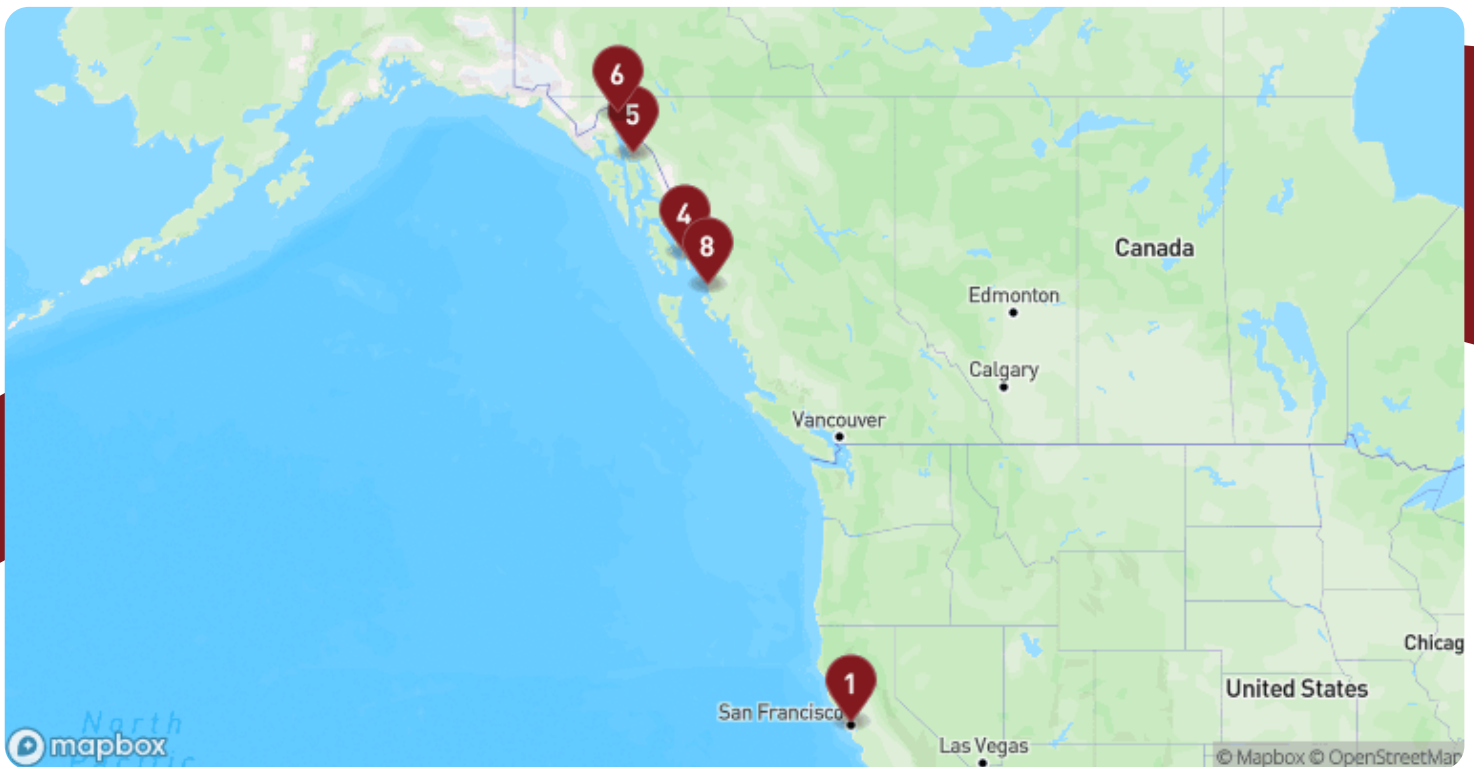 6
5
4
8
Canada
Edmonton
Calgary
Vancouver
Chicag
1
United States
San Francisco
North
Pacific
Las Vegas
mapbox
© Mapbox © OpenStreetMap